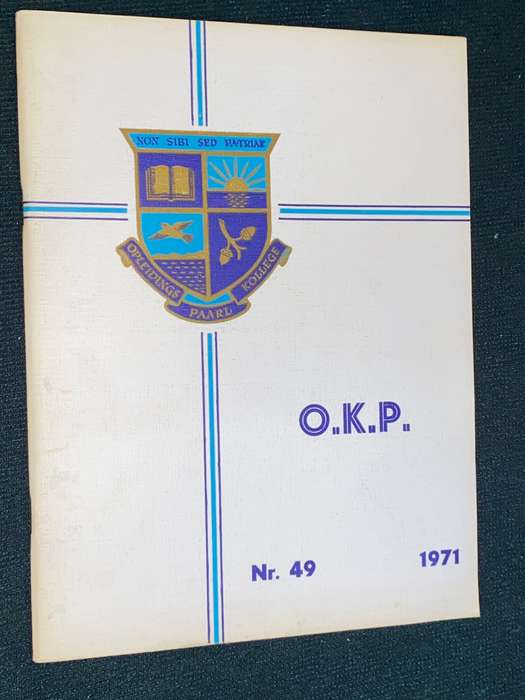 NON SIBI SED PATRIAE
OPLEIDINGS
PAARL
KOLLEGE
O.K.P.
Nr. 49
1971